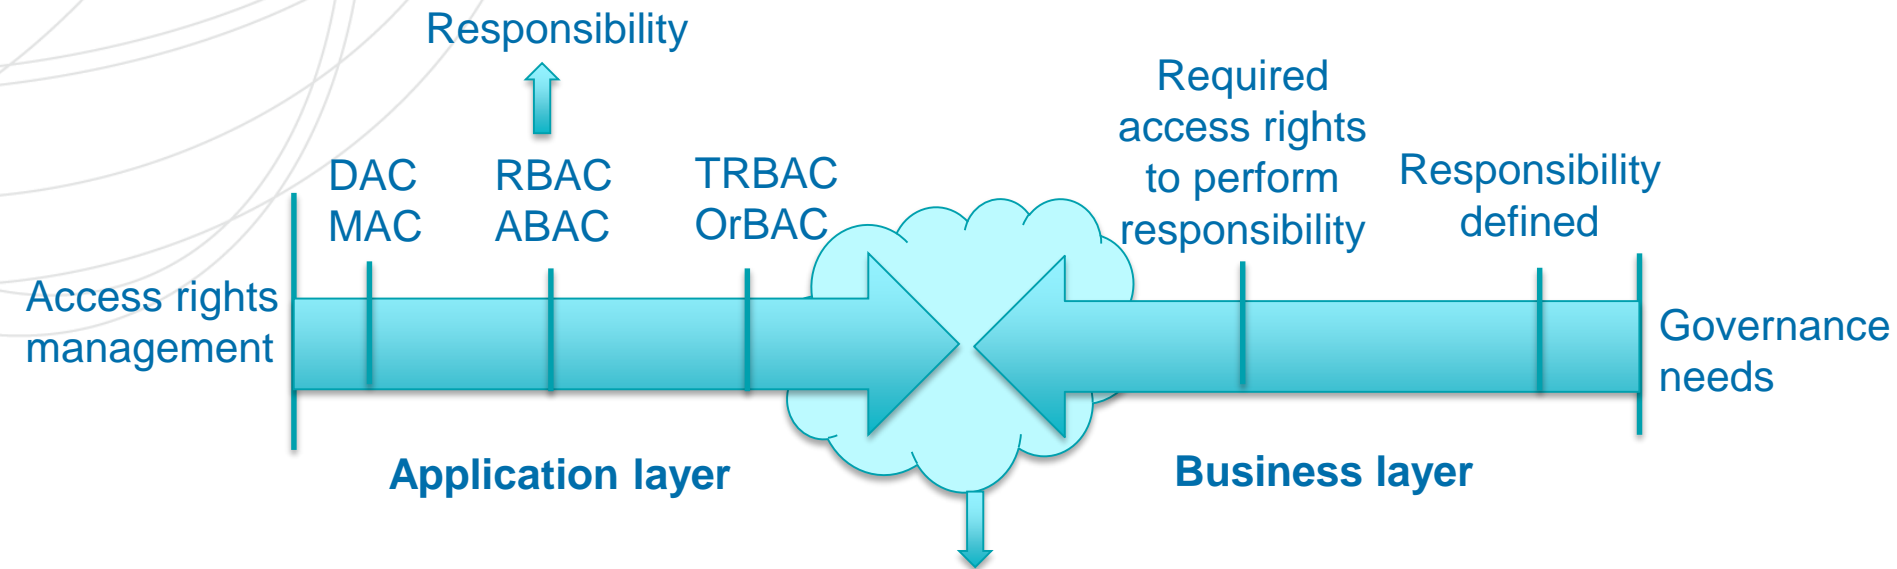 Responsibility
Required
access rights
to perform
responsibility
Responsibility
defined
DAC
MAC
RBAC
ABAC
TRBAC
OrBAC
Access rights
management
Governance
needs
Application layer
Business layer